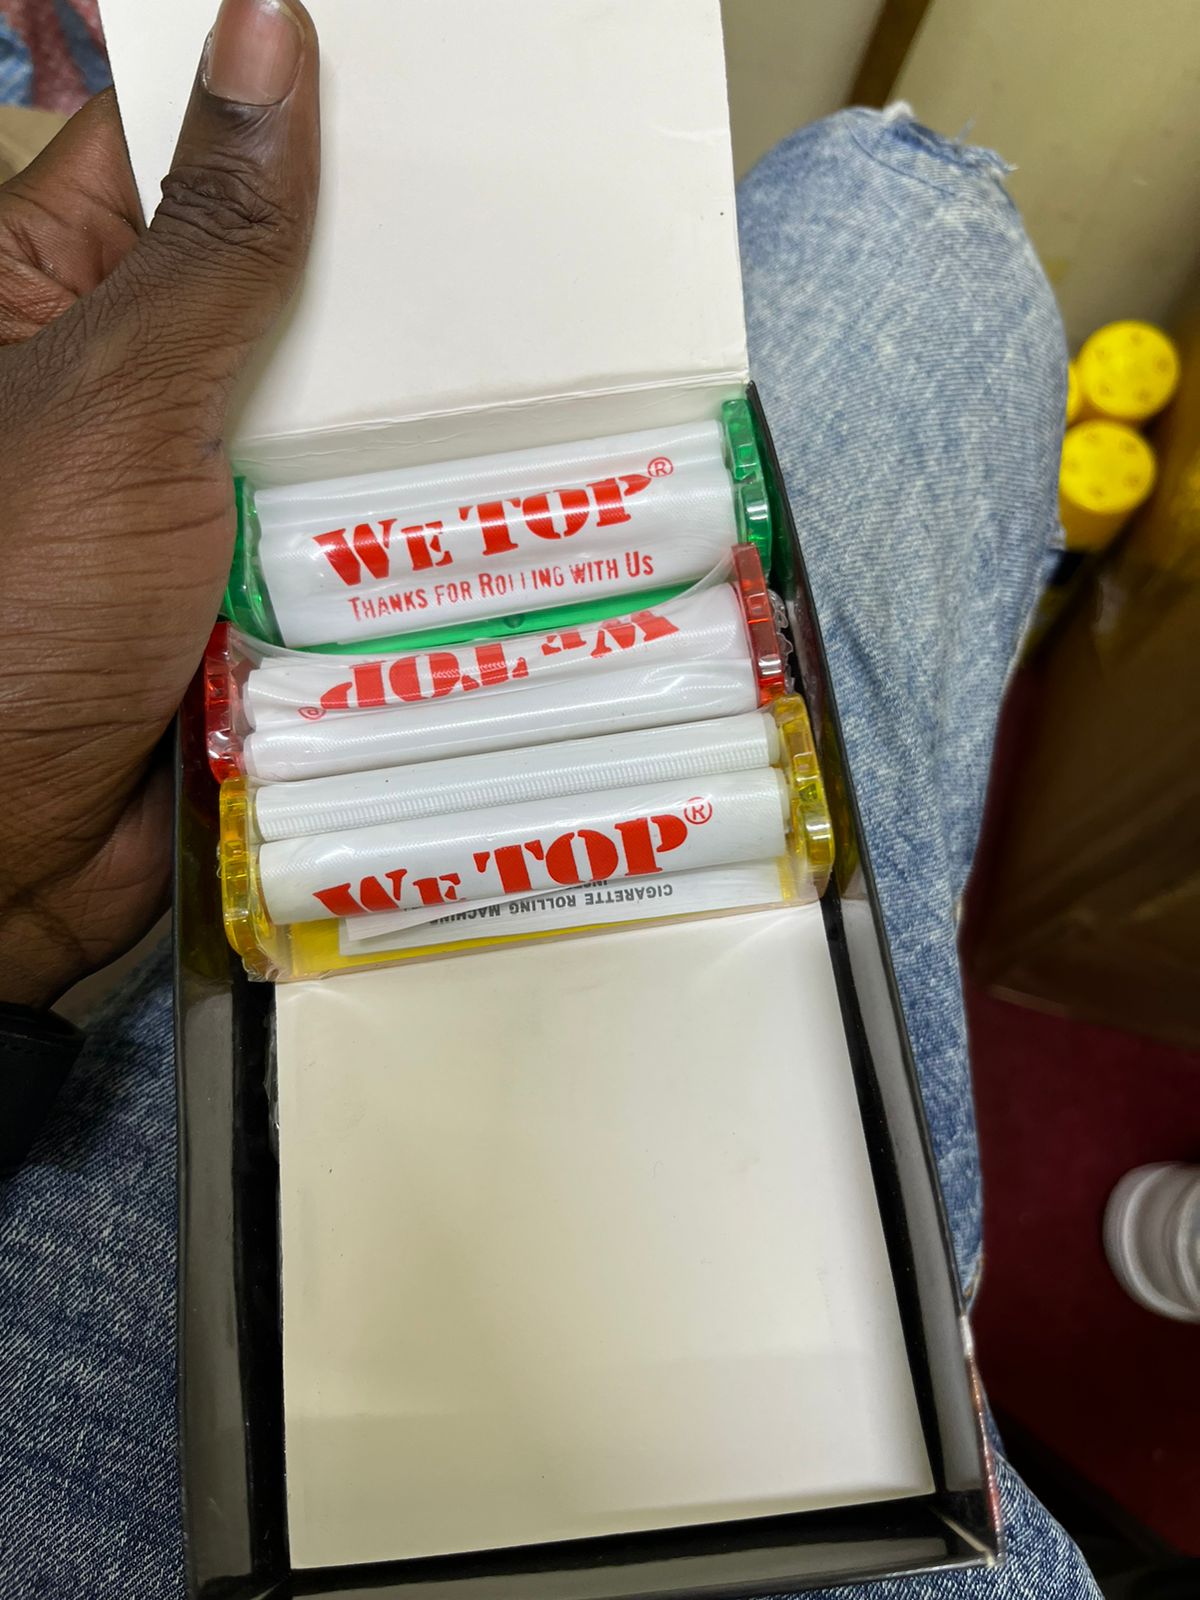 WE TOP®
THANKS FOR ROLLING WITH US
WE TOP®
WE TOP®
CIGARETTE ROLLING MACHINE